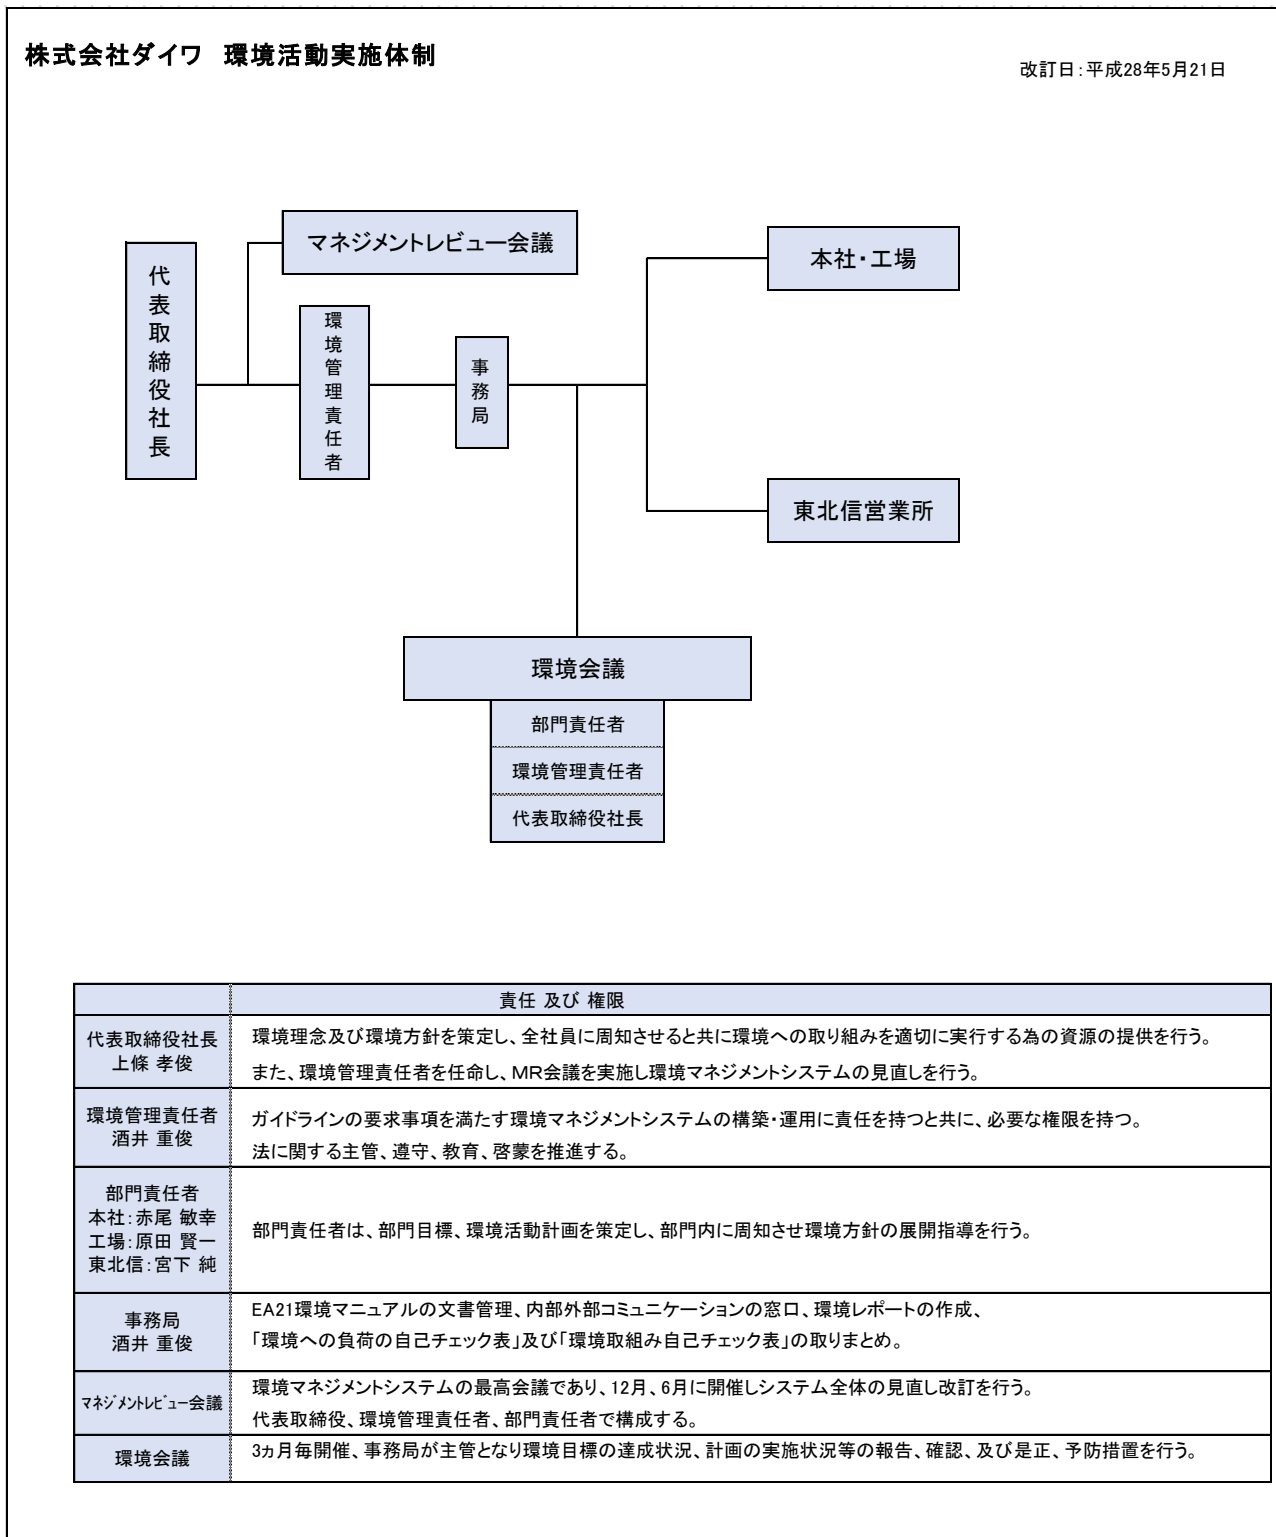 株式会社ダイワ 環境活動実施体制
改訂日:平成28年5月21日
マネジメントレビュー会議
本社・工場
代表取締役社長
環境管理責任者
事務局
東北信営業所
環境会議
部門責任者
環境管理責任者
代表取締役社長
責任 及び 権限
代表取締役社長
上條 孝俊
環境理念及び環境方針を策定し、全社員に周知させると共に環境への取り組みを適切に実行する為の資源の提供を行う。
また、環境管理責任者を任命し、MR会議を実施し環境マネジメントシステムの見直しを行う。
環境管理責任者
酒井 重俊
ガイドラインの要求事項を満たす環境マネジメントシステムの構築・運用に責任を持つと共に、必要な権限を持つ。
法に関する主管、遵守、教育、啓蒙を推進する。
部門責任者
本社:赤尾 敏幸
工場:原田 賢一
東北信:宮下 純
部門責任者は、部門目標、環境活動計画を策定し、部門内に周知させ環境方針の展開指導を行う。
事務局
酒井 重俊
EA21環境マニュアルの文書管理、内部外部コミュニケーションの窓口、環境レポートの作成、
「環境への負荷の自己チェック表」及び「環境取組み自己チェック表」の取りまとめ。
マネジメントレビュー会議
環境マネジメントシステムの最高会議であり、12月、6月に開催しシステム全体の見直し改訂を行う。
代表取締役、環境管理責任者、部門責任者で構成する。
環境会議
3ヵ月毎開催、事務局が主管となり環境目標の達成状況、計画の実施状況等の報告、確認、及び是正、予防措置を行う。